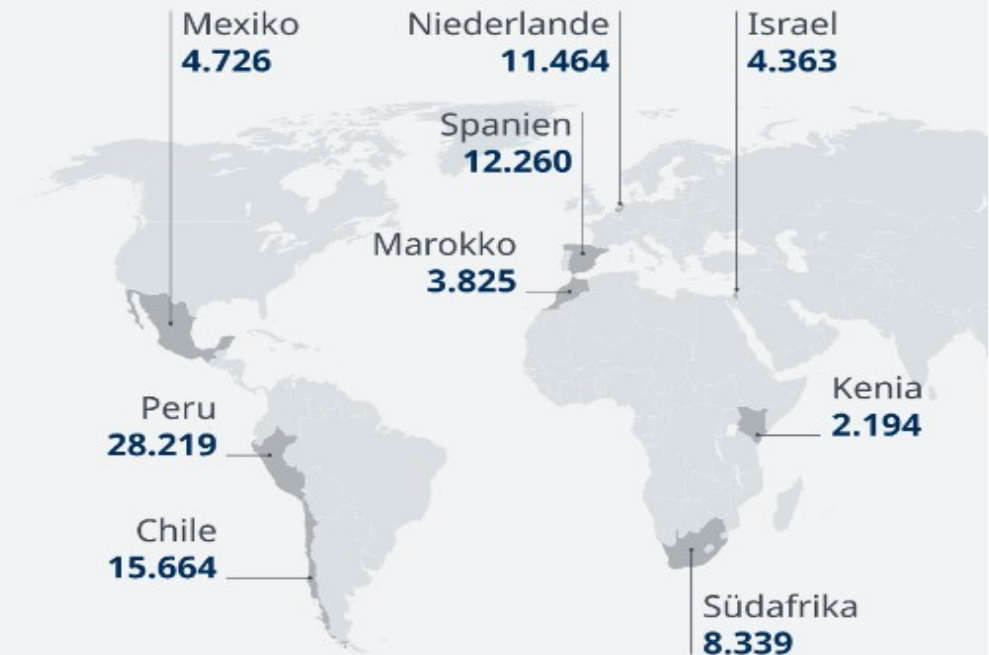 Mexiko
4.726
Niederlande
11.464
Israel
4.363
Spanien
12.260
Marokko
3.825
Kenia
2.194
Peru
28.219
Chile
15.664
Südafrika
8.339